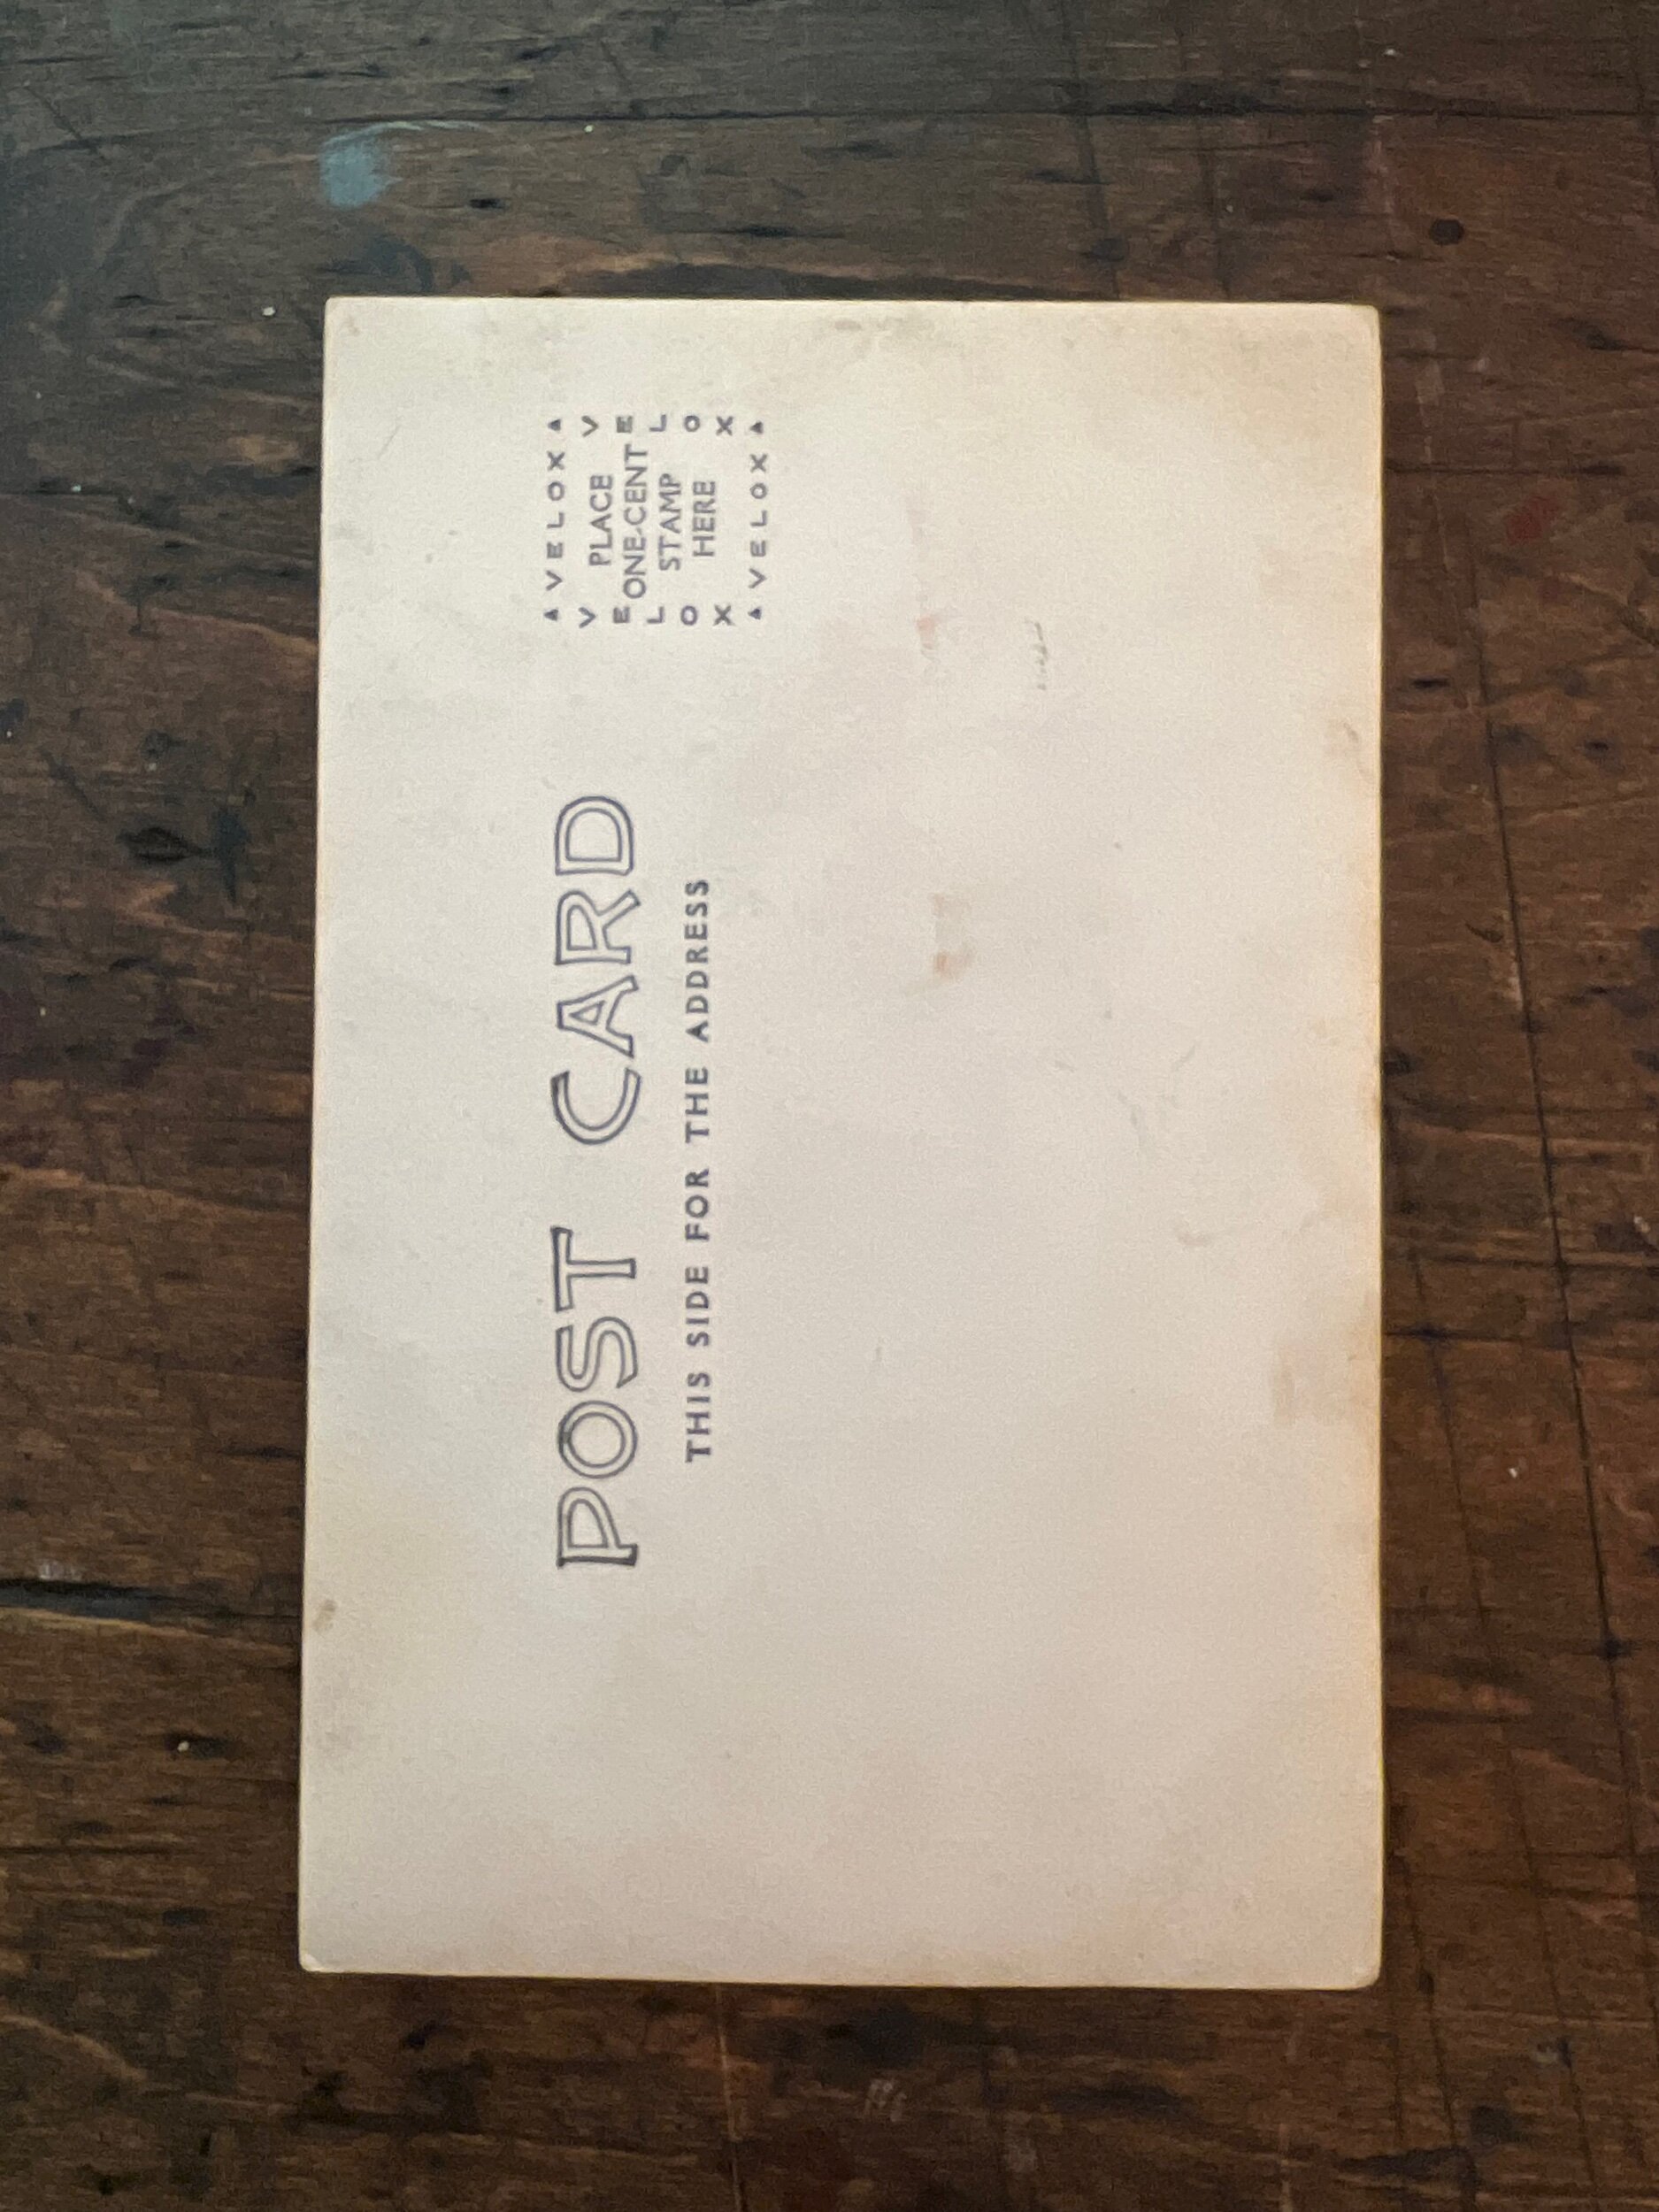 ▲ VELOX ▲
V PLACE V
E ONE-CENT E
L STAMP L
O HERE O
X X
▲ VELOX ▲
POST CARD
THIS SIDE FOR THE ADDRESS